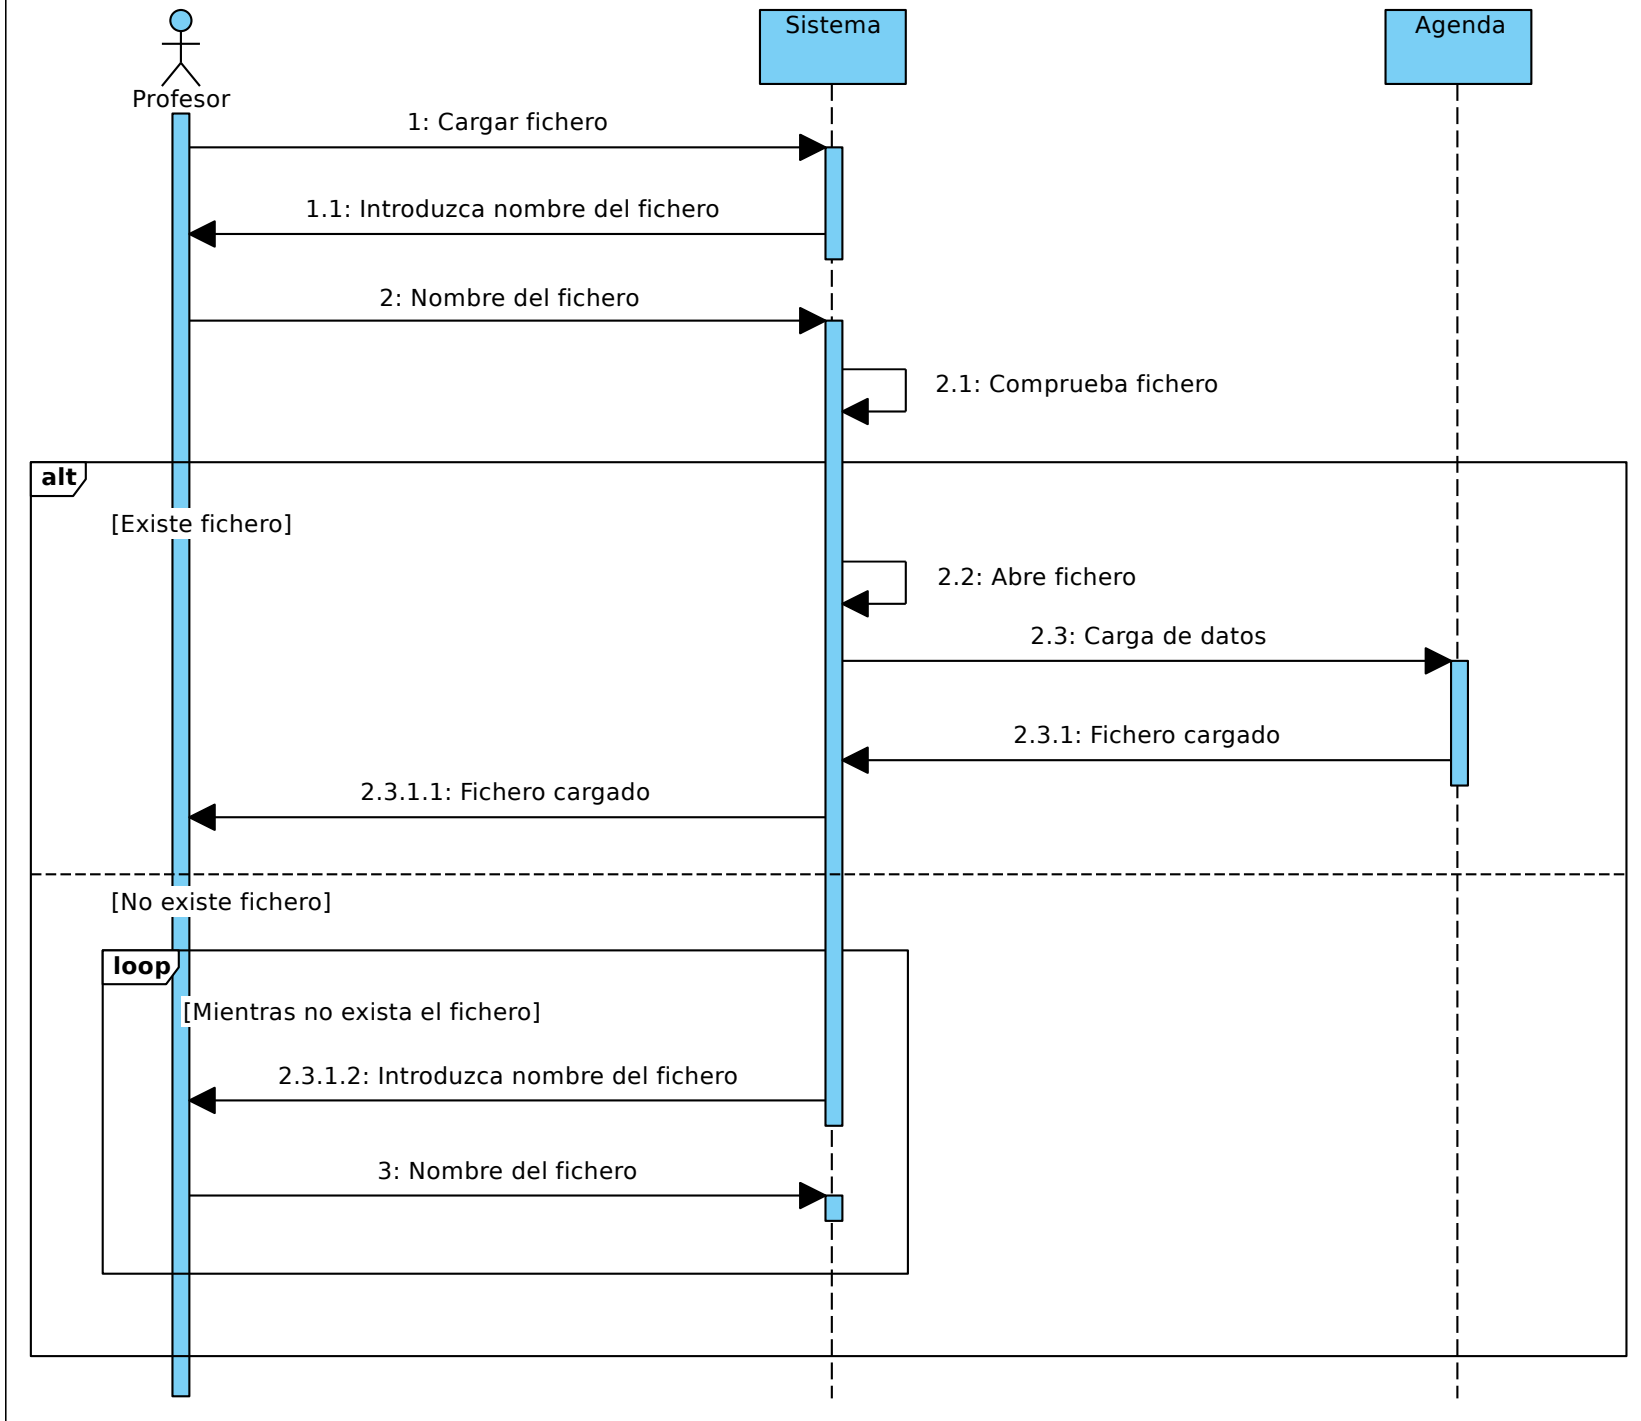 Sistema
Agenda
Profesor
1: Cargar fichero
1.1: Introduzca nombre del fichero
2: Nombre del fichero
2.1: Comprueba fichero
alt
[Existe fichero]
2.2: Abre fichero
2.3: Carga de datos
2.3.1: Fichero cargado
2.3.1.1: Fichero cargado
[No existe fichero]
loop
[Mientras no exista el fichero]
2.3.1.2: Introduzca nombre del fichero
3: Nombre del fichero